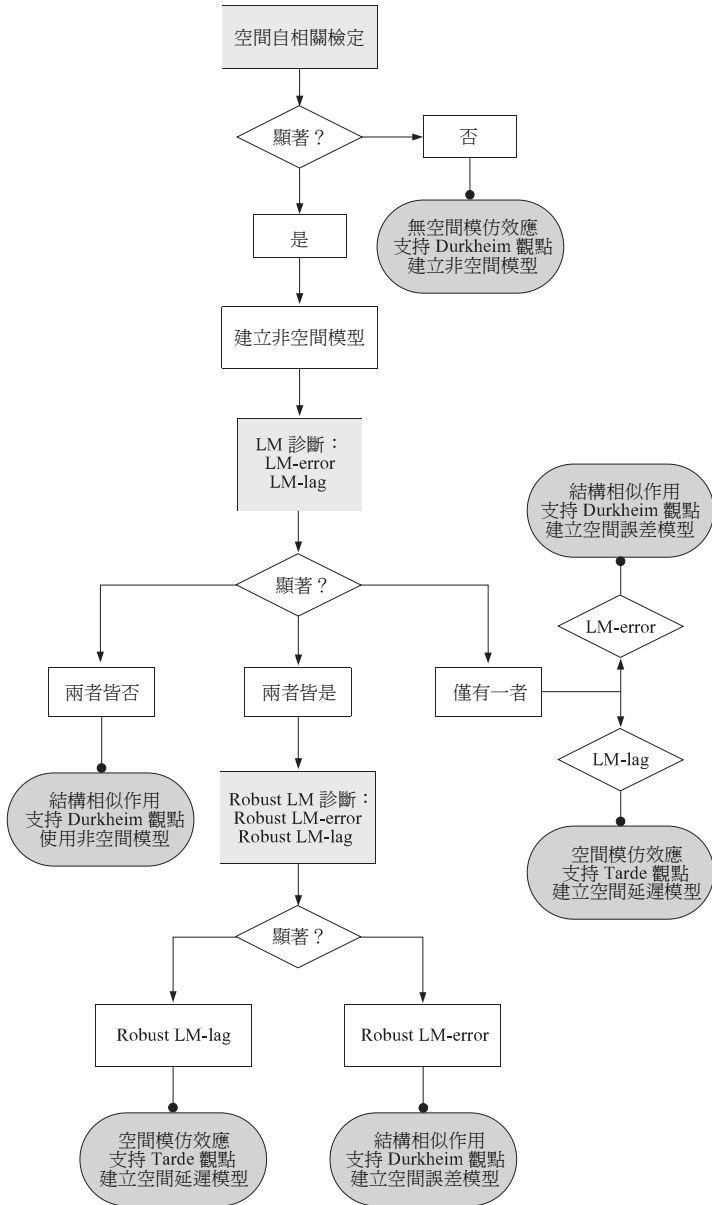 空間自相關檢定
顯著？
否
無空間模仿效應
支持 Durkheim 觀點
建立非空間模型
是
建立非空間模型
LM 診斷：
LM-error
LM-lag
結構相似作用
支持 Durkheim 觀點
建立空間誤差模型
顯著？
LM-error
兩者皆否
兩者皆是
僅有一者
LM-lag
結構相似作用
支持 Durkheim 觀點
使用非空間模型
Robust LM 診斷：
Robust LM-error
Robust LM-lag
空間模仿效應
支持 Tarde 觀點
建立空間延遲模型
顯著？
Robust LM-lag
Robust LM-error
空間模仿效應
支持 Tarde 觀點
建立空間延遲模型
結構相似作用
支持 Durkheim 觀點
建立空間誤差模型